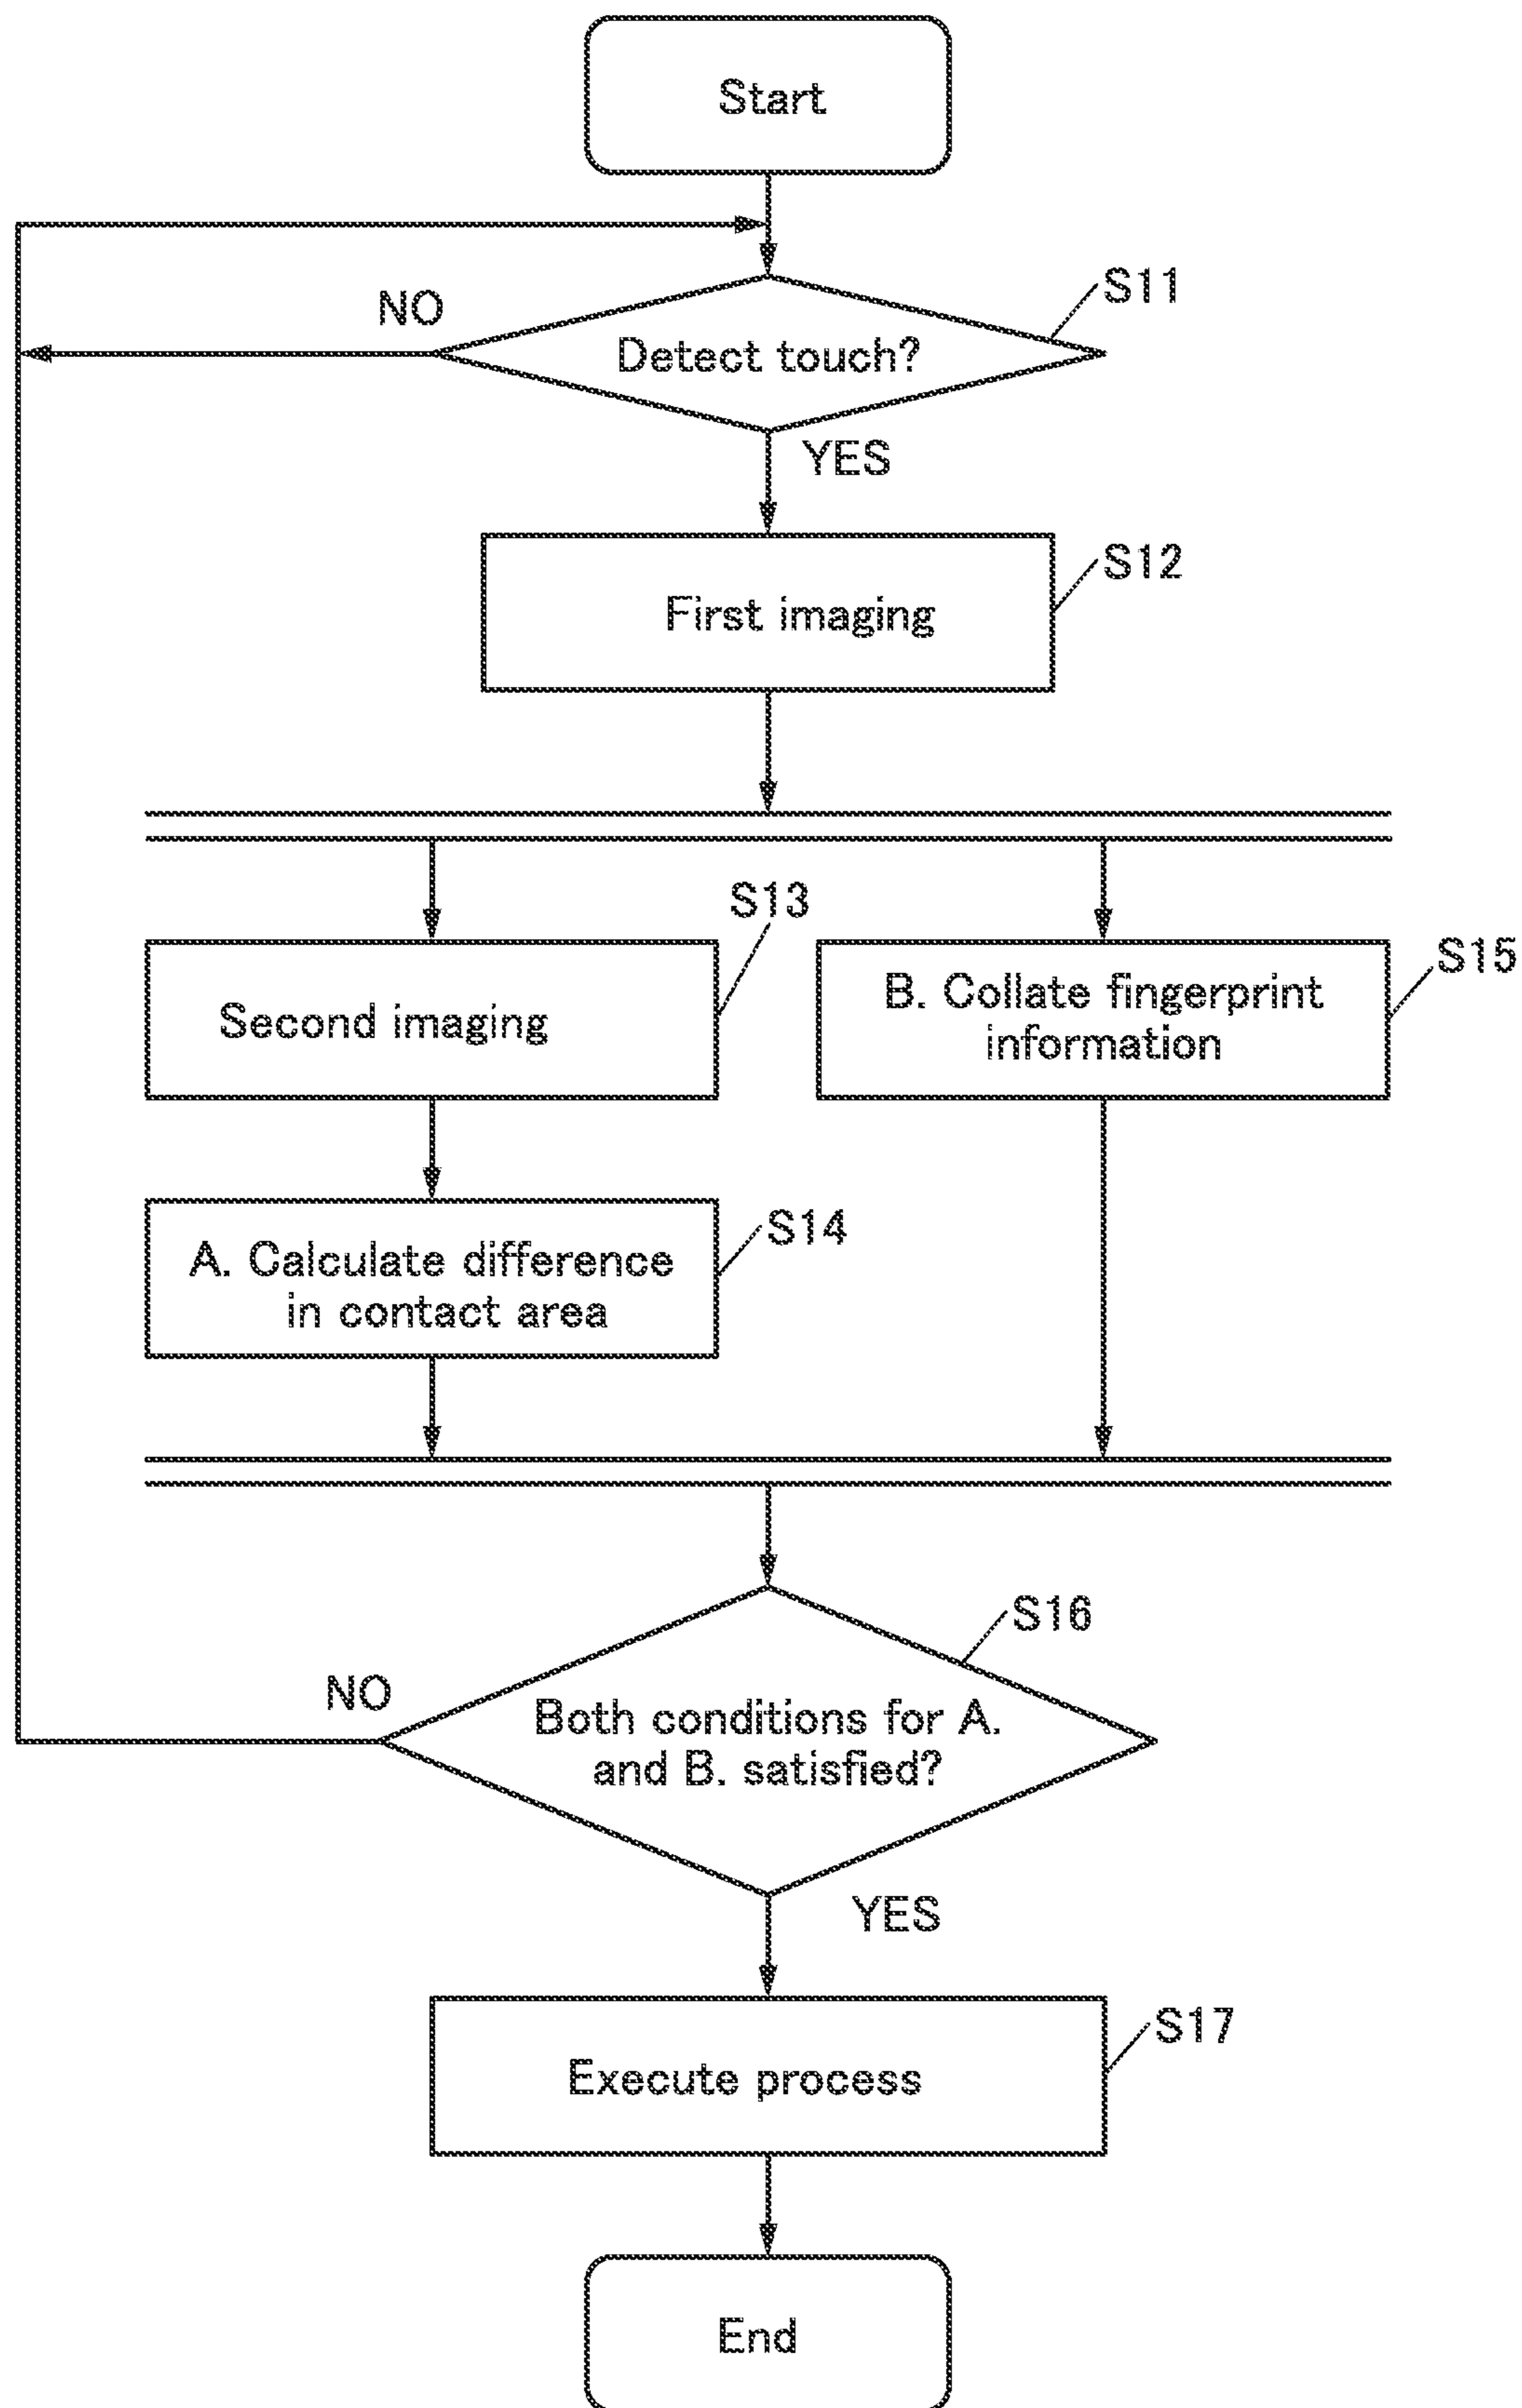 Start
S11
NO
Detect touch?
YES
S12
First imaging
S13
S15
Second imaging
B. Collate fingerprint
information
S14
A. Calculate difference
in contact area
S16
NO
Both conditions for A.
and B. satisfied?
YES
S17
Execute process
End